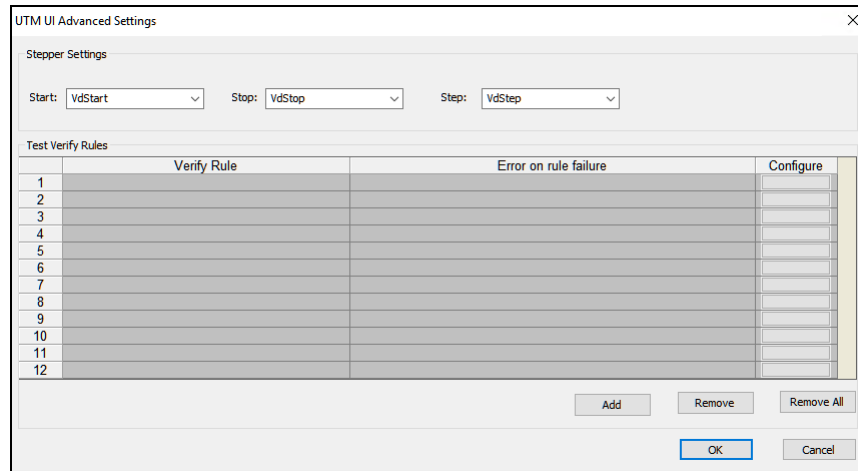 UTM UI Advanced Settings
Stepper Settings
Start: VdStart Stop: VdStop Step: VdStep
Test Verify Rules
Verify Rule Error on rule failure Configure
1
2
3
4
5
6
7
8
9
10
11
12
Add Remove Remove All
OK Cancel